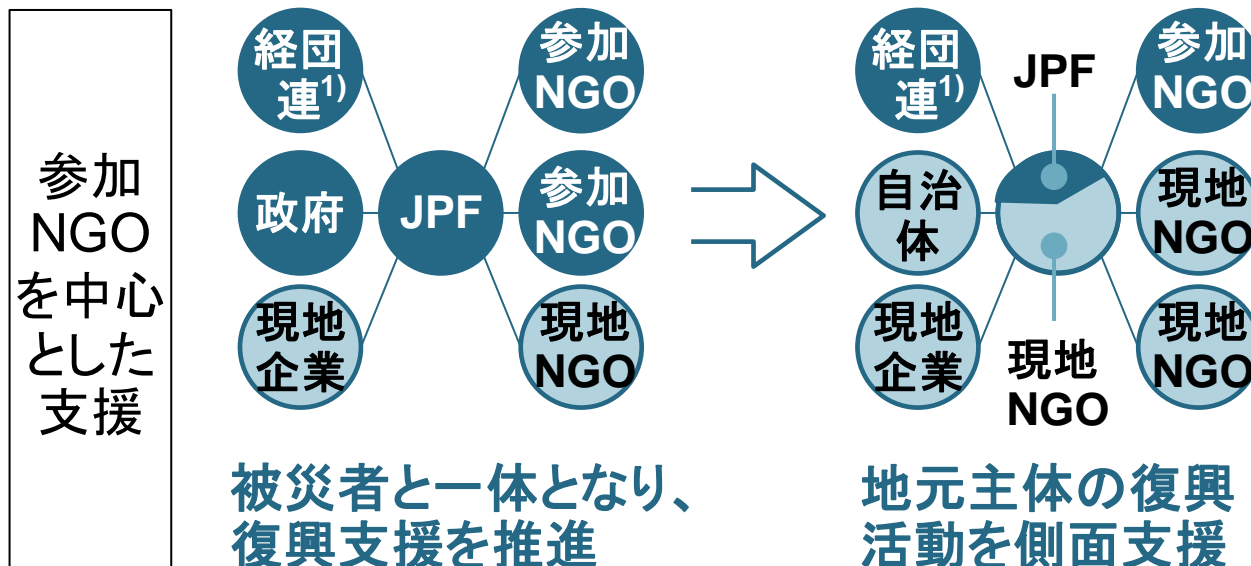 参加
NGO
を中心
とした
支援
経団
連1)
政府
現地
企業
JPF
参加
NGO
参加
NGO
現地
NGO
被災者と一体となり、
復興支援を推進
経団
連1)
自治
体
現地
企業
JPF
現地
NGO
参加
NGO
現地
NGO
現地
NGO
地元主体の復興
活動を側面支援